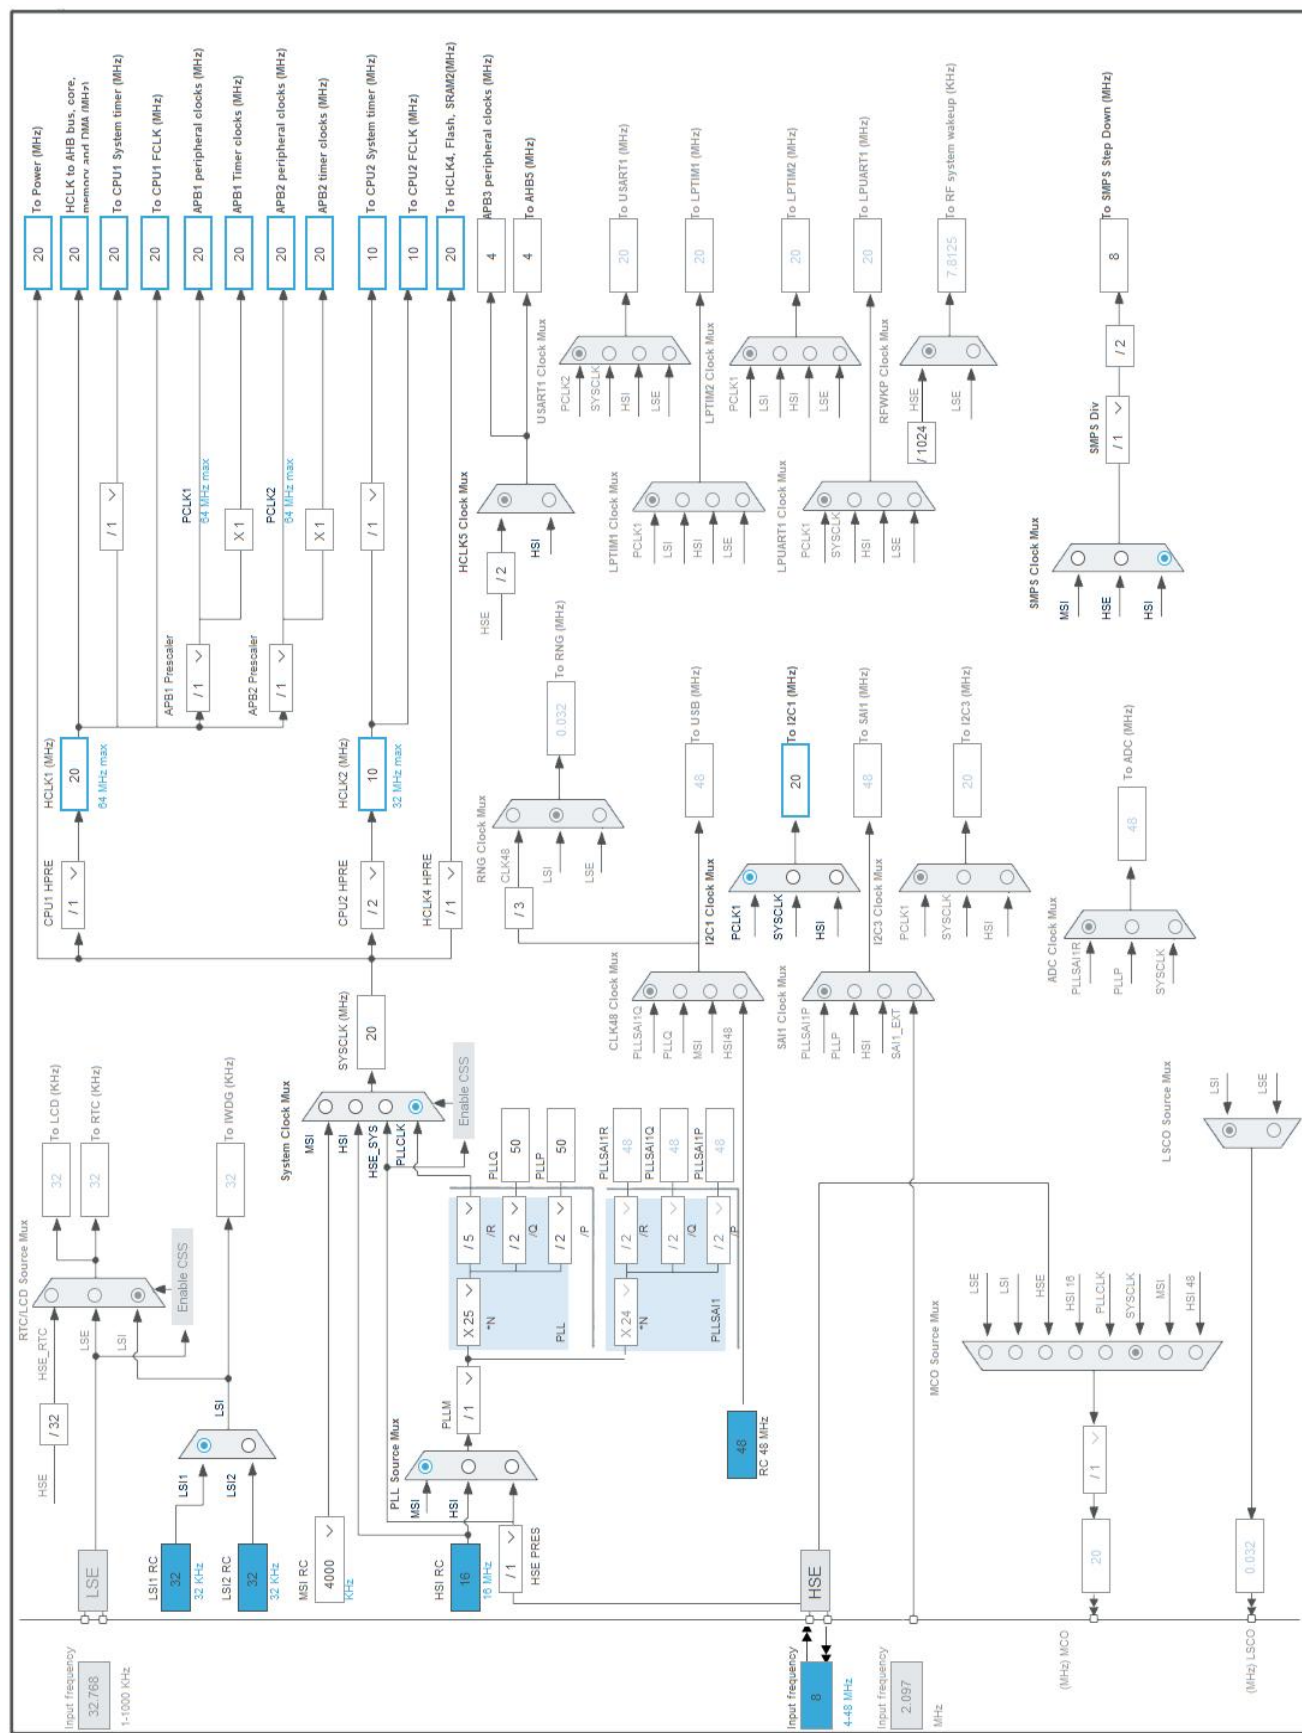 Input frequency
32.768
1-1000 KHz
LSE
HSE
/ 32
HSE_RTC
LSE
LSI
RTC/LCD Source Mux
Enable CSS
32
To LCD (KHz)
32
To RTC (KHz)
LSI1 RC
32
32 KHz
LSI1
LSI2 RC
32
32 KHz
LSI2
LSI
32
To IWDG (KHz)
MSI RC
4000
KHz
HSI RC
16
16 MHz
HSE PRES
/ 1
PLL Source Mux
MSI
HSI
PLLM
/ 1
X 25
*N
PLL
/ 5
/R
/ 2
/Q
/ 2
/P
PLLQ
50
PLLP
50
X 24
*N
PLLSAI1
/ 2
/R
/ 2
/Q
/ 2
/P
PLLSAI1R
48
PLLSAI1Q
48
PLLSAI1P
48
System Clock Mux
MSI
HSI
HSE_SYS
PLLCLK
Enable CSS
SYSCLK (MHz)
20
CPU1 HPRE
/ 1
HCLK1 (MHz)
20
64 MHz max
CPU2 HPRE
/ 2
HCLK2 (MHz)
10
32 MHz max
HCLK4 HPRE
/ 1
APB1 Prescaler
/ 1
APB2 Prescaler
/ 1
/ 1
PCLK1
64 MHz max
X 1
PCLK2
64 MHz max
X 1
/ 1
20
To Power (MHz)
20
HCLK to AHB bus, core,
memory and DMA (MHz)
20
To CPU1 System timer (MHz)
20
To CPU1 FCLK (MHz)
20
APB1 peripheral clocks (MHz)
20
APB1 Timer clocks (MHz)
20
APB2 peripheral clocks (MHz)
20
APB2 timer clocks (MHz)
10
To CPU2 System timer (MHz)
10
To CPU2 FCLK (MHz)
20
To HCLK4, Flash, SRAM2(MHz)
HSE
/ 2
HSI
HCLK5 Clock Mux
4
APB3 peripheral clocks (MHz)
4
To AHB5 (MHz)
RC 48 MHz
48
CLK48 Clock Mux
PLLSAI1Q
PLLQ
MSI
HSI48
/ 3
RNG Clock Mux
CLK48
LSI
LSE
0.032
To RNG (MHz)
48
To USB (MHz)
USART1 Clock Mux
PCLK2
SYSCLK
HSI
LSE
20
To USART1 (MHz)
LPTIM1 Clock Mux
PCLK1
LSI
HSI
LSE
20
To LPTIM1 (MHz)
LPTIM2 Clock Mux
PCLK1
LSI
HSI
LSE
20
To LPTIM2 (MHz)
I2C1 Clock Mux
PCLK1
SYSCLK
HSI
20
To I2C1 (MHz)
SAI1 Clock Mux
PLLSAI1P
PLLP
HSI
SAI1_EXT
48
To SAI1 (MHz)
I2C3 Clock Mux
PCLK1
SYSCLK
HSI
20
To I2C3 (MHz)
LPUART1 Clock Mux
PCLK1
SYSCLK
HSI
LSE
20
To LPUART1 (MHz)
RFWKP Clock Mux
/ 1024
HSE
LSE
7.8125
To RF system wakeup (KHz)
ADC Clock Mux
PLLSAI1R
PLLP
SYSCLK
48
To ADC (MHz)
SMPS Clock Mux
MSI
HSE
HSI
SMPS Div
/ 1
/ 2
8
To SMPS Step Down (MHz)
Input frequency
8
4-48 MHz
HSE
Input frequency
2.097
MHz
MCO Source Mux
LSE
LSI
HSE
HSI 16
PLLCLK
SYSCLK
MSI
HSI 48
/ 1
20
(MHz) MCO
LSCO Source Mux
LSI
LSE
0.032
(MHz) LSCO